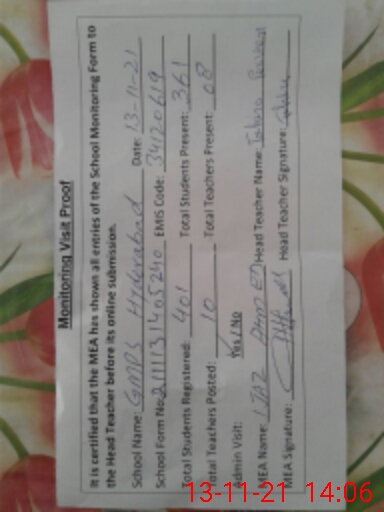 Monitoring Visit Proof
It is certified that the MEA has shown all entries of the School Monitoring Form to
the Head Teacher before its online submission.
School Name: GMPS Hyderabad Date: 13-11-21
School Form No: EMIS Code: 34120619
Total Students Registered: 401 Total Students Present: 361
Total Teachers Posted: 10 Total Teachers Present: 08
Admin Visit: Yes / No
MEA Name: IJAZ AHMED Head Teacher Name:
MEA Signature: Head Teacher Signature:
13-11-21 14:06